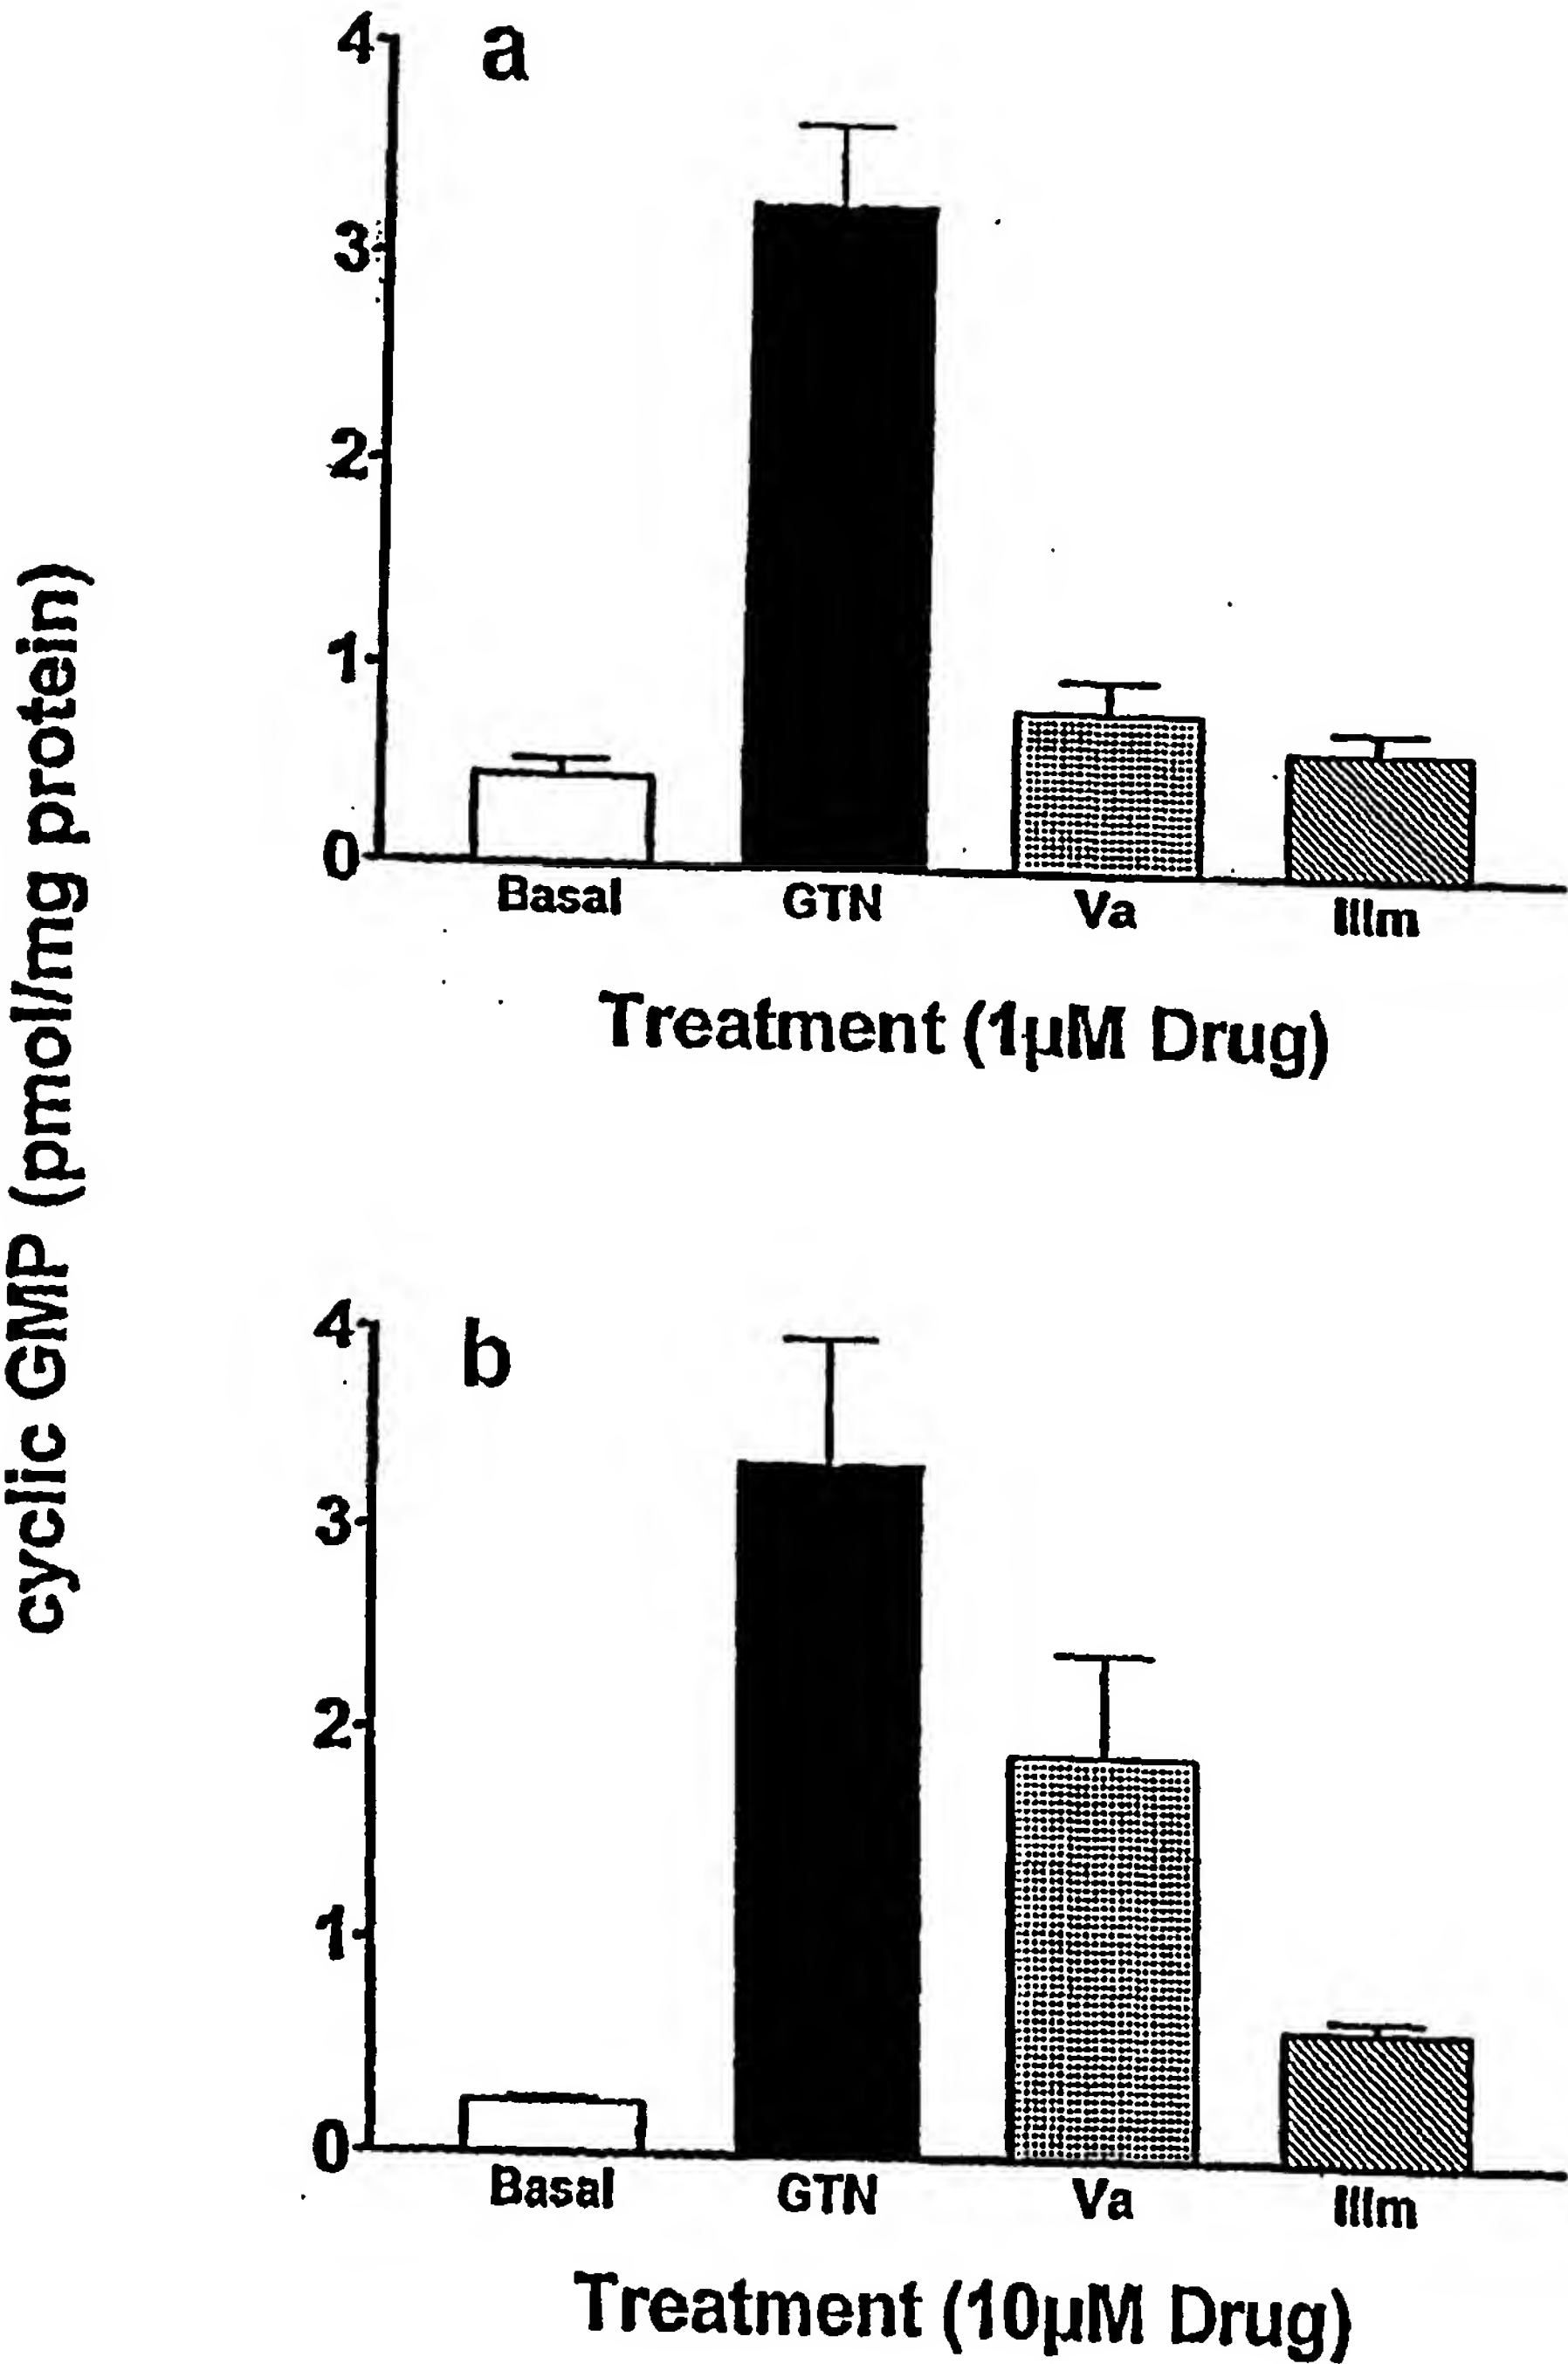 cyclic GMP (pmol/mg protein)
a
4
3
2
1
0
Basal GTN Va IIIm
Treatment (1µM Drug)
b
4
3
2
1
0
Basal GTN Va IIIm
Treatment (10µM Drug)